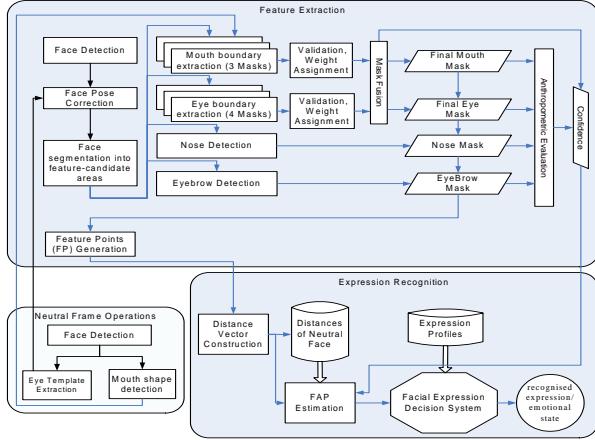 Feature Extraction
Face Detection
Face Pose
Correction
Face
segmentation into
feature-candidate
areas
Mouth boundary
extraction (3 Masks)
Validation,
Weight
Assignment
Mask Fusion
Final Mouth
Mask
Eye boundary
extraction (4 Masks)
Validation,
Weight
Assignment
Final Eye
Mask
Nose Detection
Nose Mask
Eyebrow Detection
EyeBrow
Mask
Anthropometric Evaluation
Confidence
Feature Points
(FP) Generation
Expression Recognition
Distance
Vector
Construction
Distances
of Neutral
Face
Expression
Profiles
FAP
Estimation
Facial Expression
Decision System
recognised
expression/
emotional
state
Neutral Frame Operations
Face Detection
Eye Template
Extraction
Mouth shape
detection